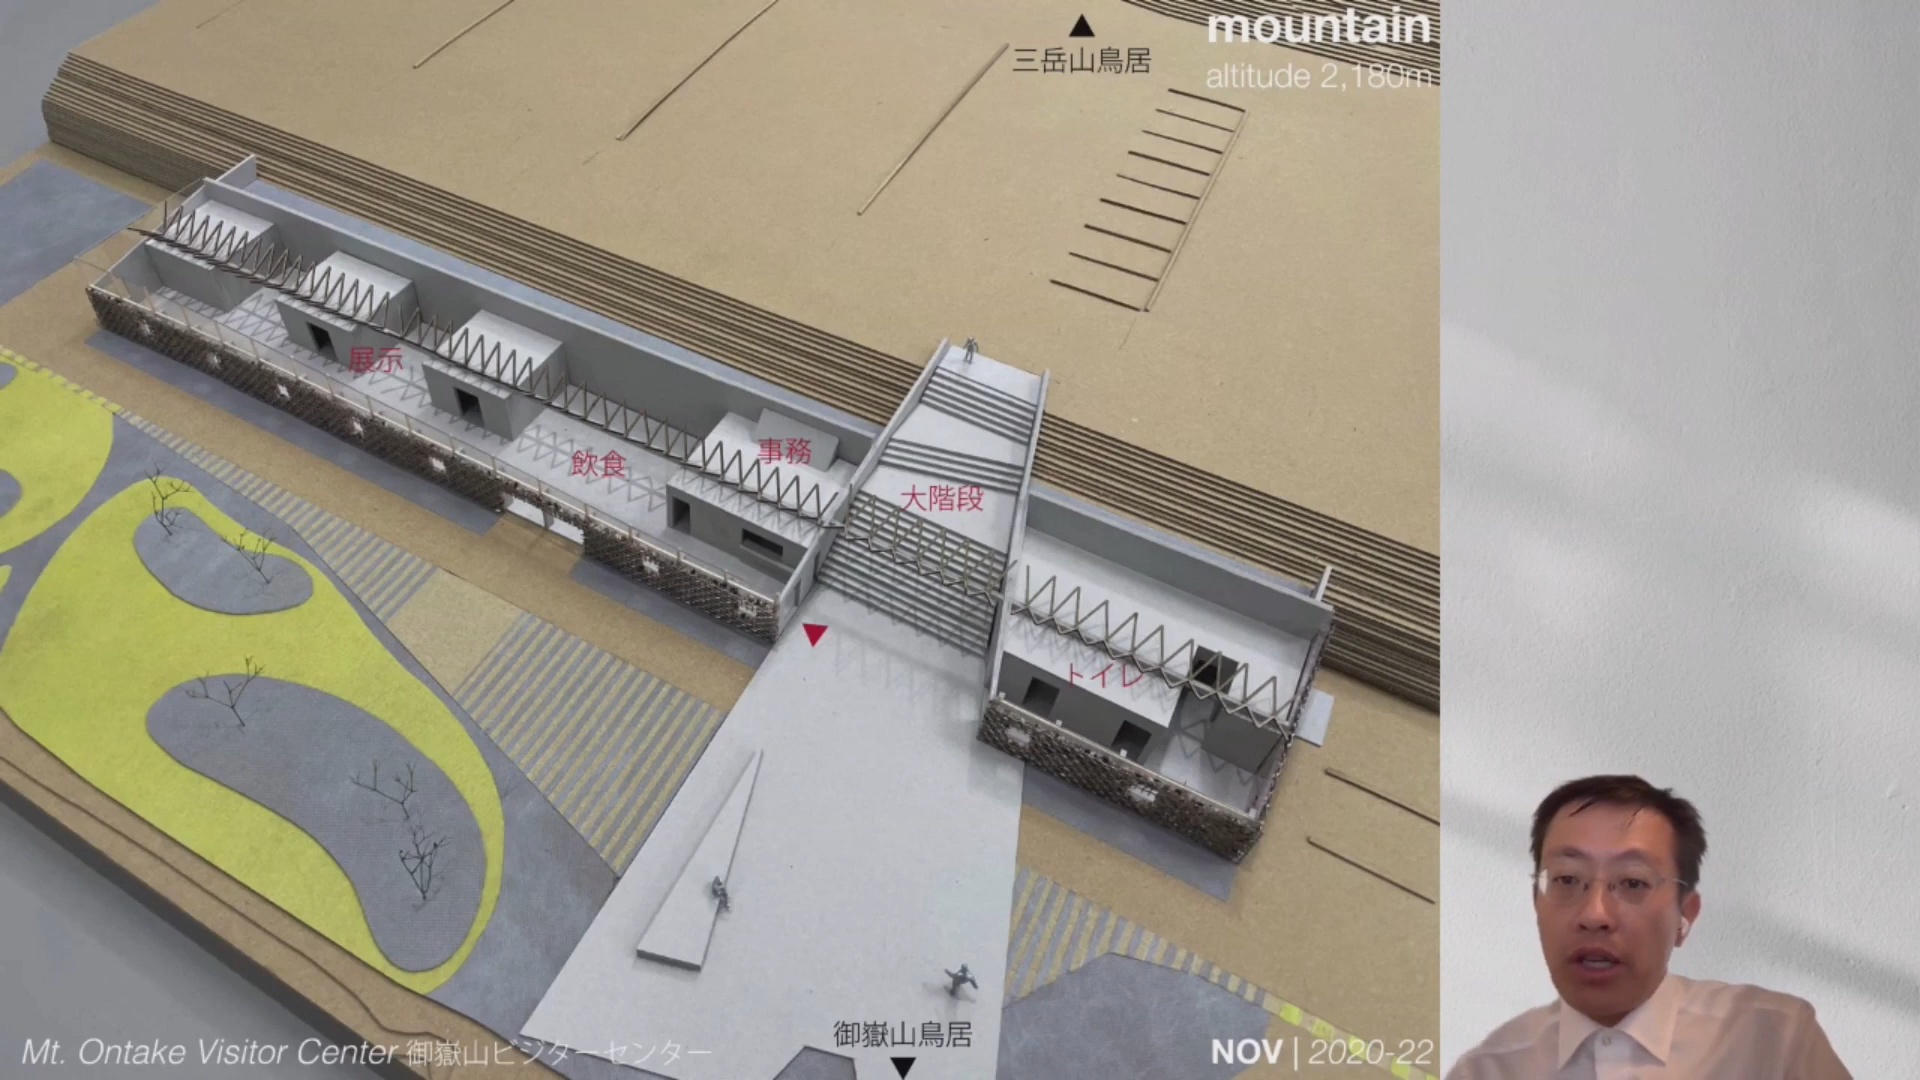 mountain
altitude 2,180m
三岳山鳥居
展示
飲食
事務
大階段
トイレ
御嶽山鳥居
Mt. Ontake Visitor Center 御嶽山ビジターセンター
NOV | 2020-22